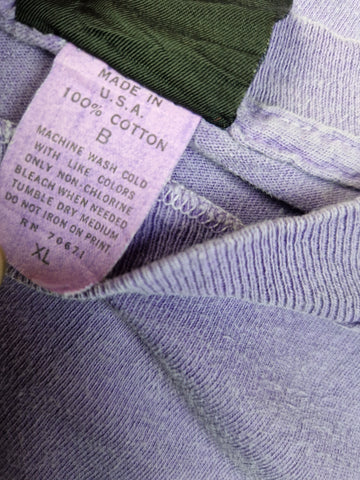 MADE IN
U.S.A.
100% COTTON
B
MACHINE WASH COLD
WITH LIKE COLORS
ONLY NON-CHLORINE
BLEACH WHEN NEEDED
TUMBLE DRY MEDIUM
DO NOT IRON ON PRINT
RN 70671
XL